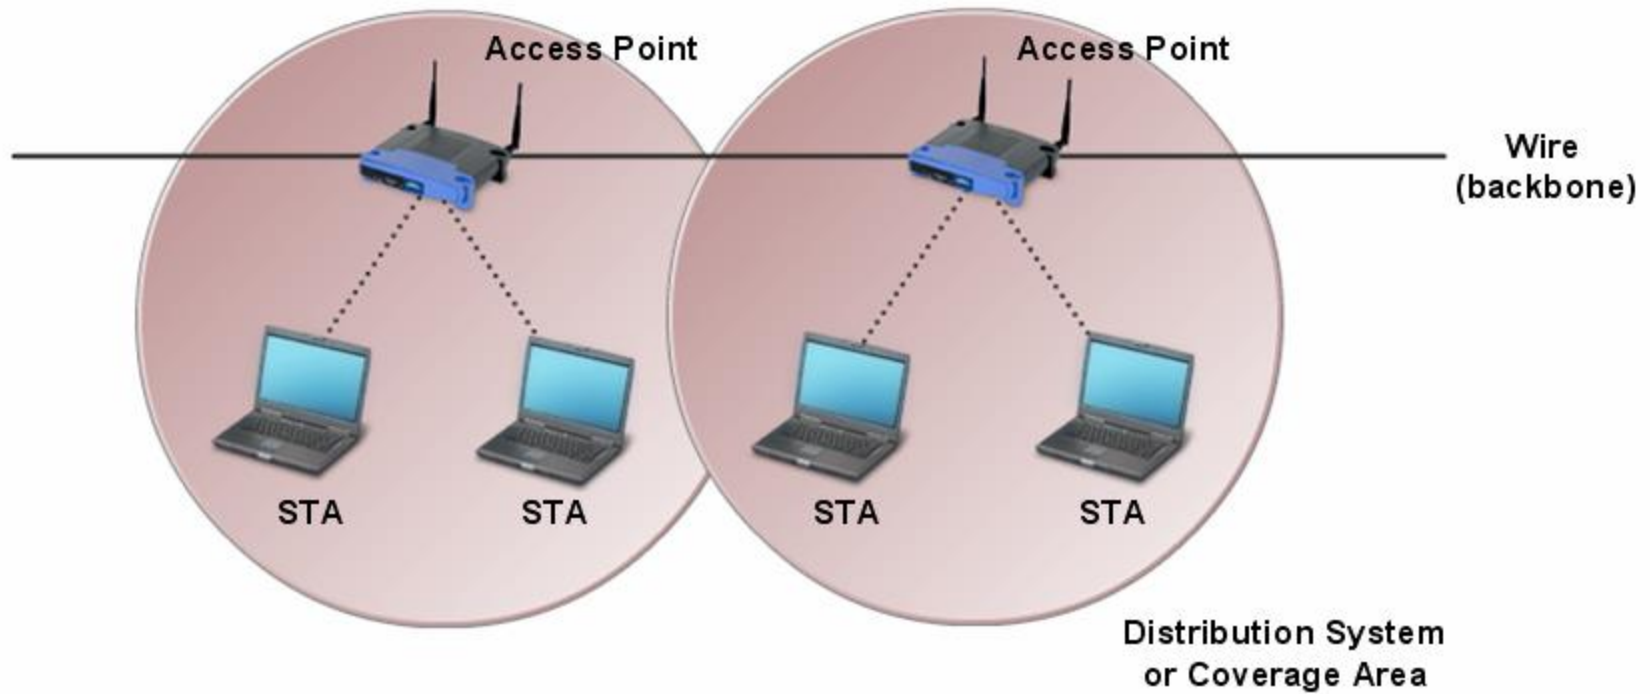 Access Point
Access Point
Wire
(backbone)
STA
STA
STA
STA
Distribution System
or Coverage Area